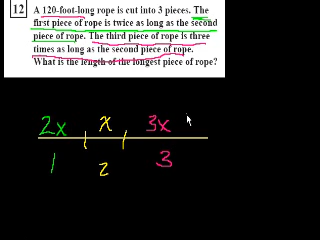 12
A 120-foot-long rope is cut into 3 pieces. The
first piece of rope is twice as long as the second
piece of rope. The third piece of rope is three
times as long as the second piece of rope.
What is the length of the longest piece of rope?
2x x 3x
1 2 3